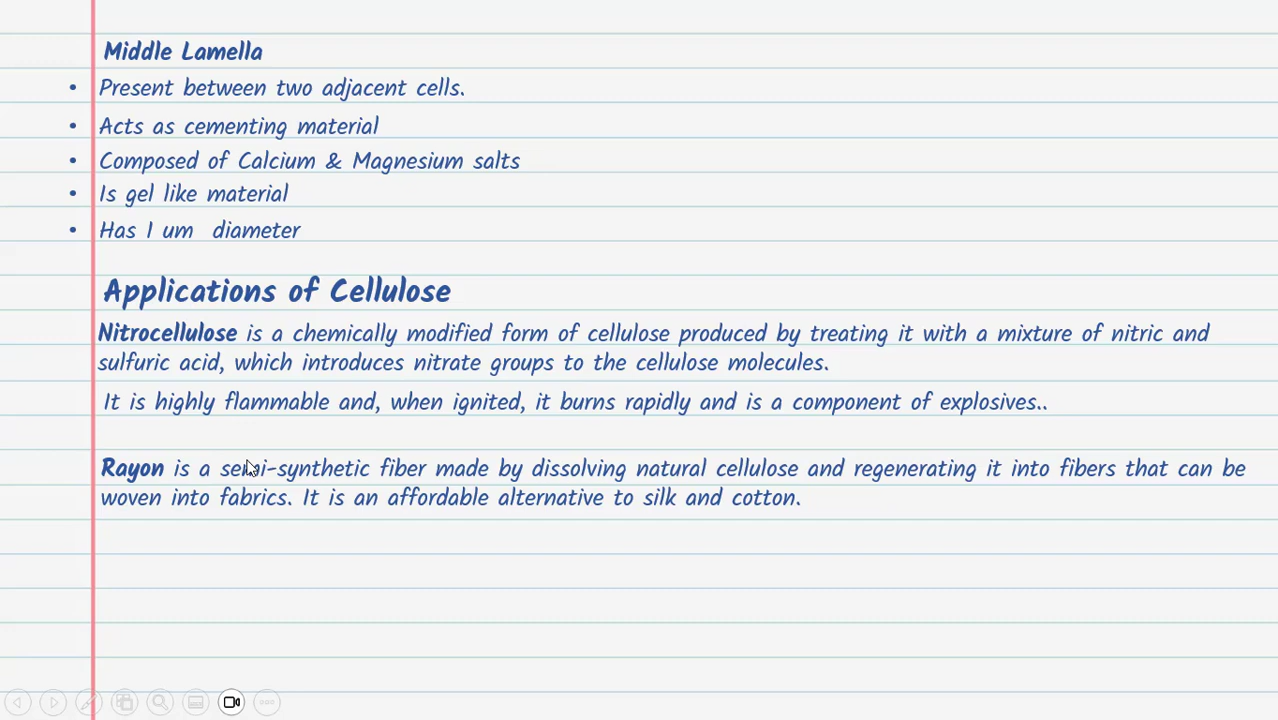 Middle Lamella
• Present between two adjacent cells.
• Acts as cementing material
• Composed of Calcium & Magnesium salts
• Is gel like material
• Has 1 um diameter
Applications of Cellulose
Nitrocellulose is a chemically modified form of cellulose produced by treating it with a mixture of nitric and
sulfuric acid, which introduces nitrate groups to the cellulose molecules.
It is highly flammable and, when ignited, it burns rapidly and is a component of explosives..
Rayon is a semi-synthetic fiber made by dissolving natural cellulose and regenerating it into fibers that can be
woven into fabrics. It is an affordable alternative to silk and cotton.